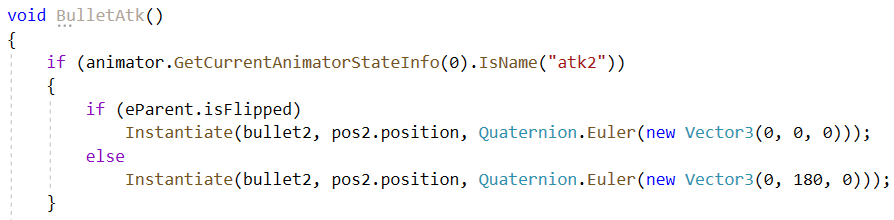 void BulletAtk()
{
    if (animator.GetCurrentAnimatorStateInfo(0).IsName("atk2"))
    {
        if (eParent.isFlipped)
            Instantiate(bullet2, pos2.position, Quaternion.Euler(new Vector3(0, 0, 0)));
        else
            Instantiate(bullet2, pos2.position, Quaternion.Euler(new Vector3(0, 180, 0)));
    }